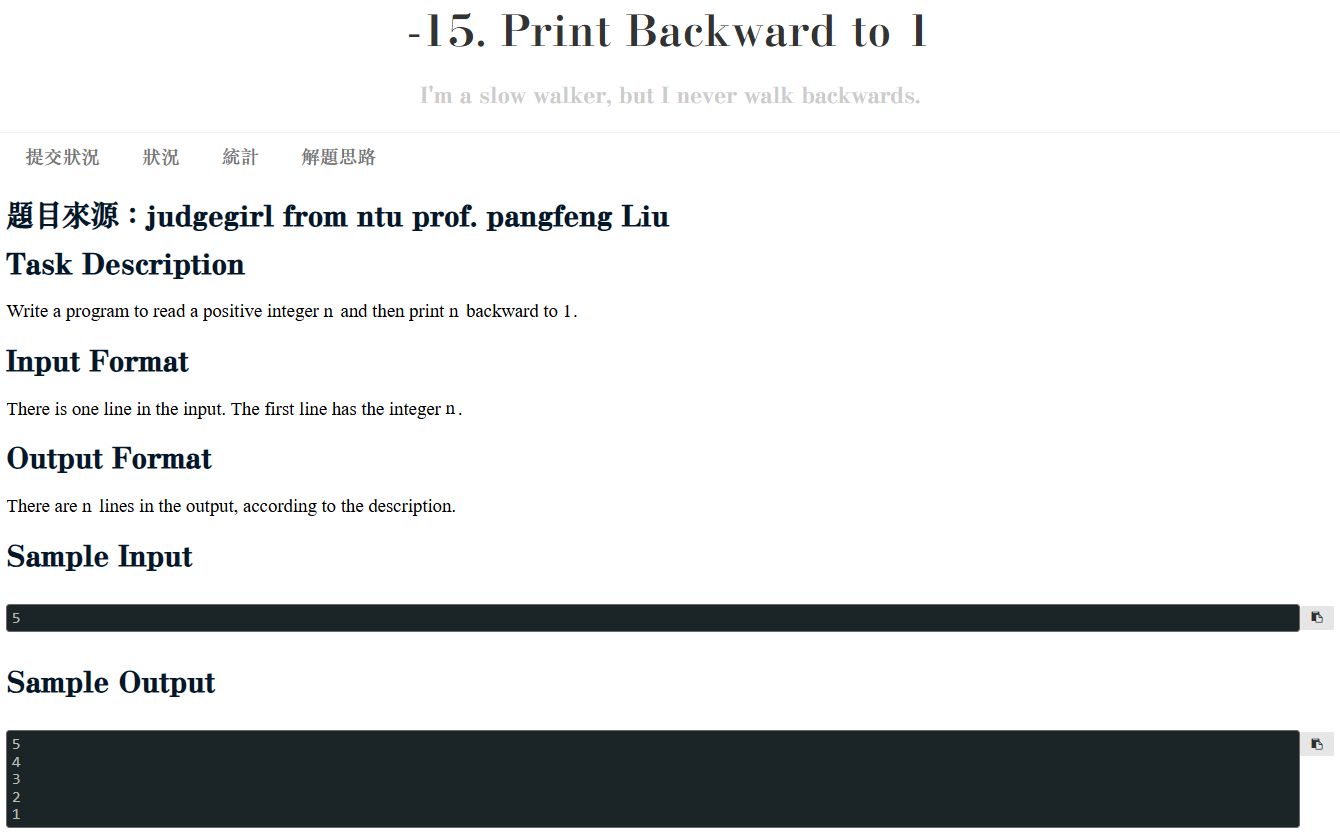 -15. Print Backward to 1
I'm a slow walker, but I never walk backwards.
提交狀況 狀況 統計 解題思路
題目來源：judgegirl from ntu prof. pangfeng Liu
Task Description
Write a program to read a positive integer n and then print n backward to 1.
Input Format
There is one line in the input. The first line has the integer n.
Output Format
There are n lines in the output, according to the description.
Sample Input
5
Sample Output
5
4
3
2
1